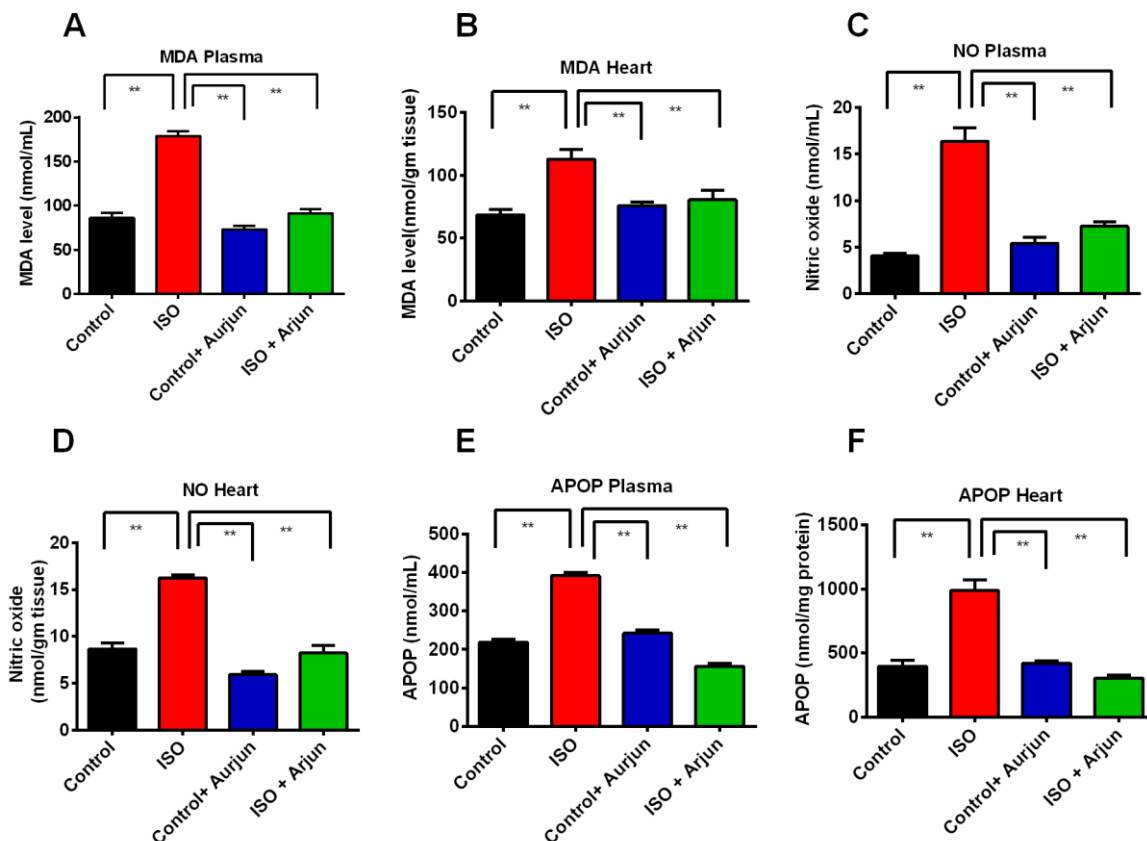 A
MDA Plasma
**
**
**
MDA level (nmol/mL)
200
150
100
50
0
Control
ISO
Control+ Aurjun
ISO + Arjun
B
MDA Heart
**
**
**
MDA level(nmol/gm tissue)
150
100
50
0
Control
ISO
Control+ Aurjun
ISO + Arjun
C
NO Plasma
**
**
**
Nitric oxide (nmol/mL)
20
15
10
5
0
Control
ISO
Control+ Aurjun
ISO + Arjun
D
NO Heart
**
**
**
Nitric oxide
(nmol/gm tissue)
20
15
10
5
0
Control
ISO
Control+ Aurjun
ISO + Arjun
E
APOP Plasma
**
**
**
APOP (nmol/mL)
500
400
300
200
100
0
Control
ISO
Control+ Aurjun
ISO + Arjun
F
APOP Heart
**
**
**
APOP (nmol/mg protein)
1500
1000
500
0
Control
ISO
Control+ Aurjun
ISO + Arjun